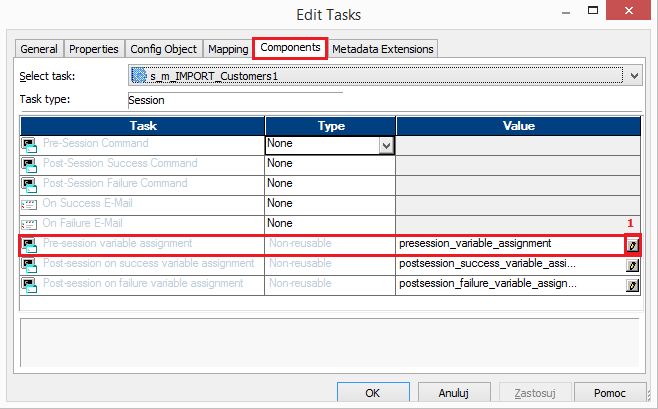 Edit Tasks
General Properties Config Object Mapping Components Metadata Extensions
Select task: s_m_IMPORT_Customers1
Task type: Session
Task Type Value
Pre-Session Command None
Post-Session Success Command None
Post-Session Failure Command None
On Success E-Mail None
On Failure E-Mail None 1
Pre-session variable assignment Non-reusable presession_variable_assignment
Post-session on success variable assignment Non-reusable postsession_success_variable_assi...
Post-session on failure variable assignment Non-reusable postsession_failure_variable_assign...
OK Anuluj Zastosuj Pomoc